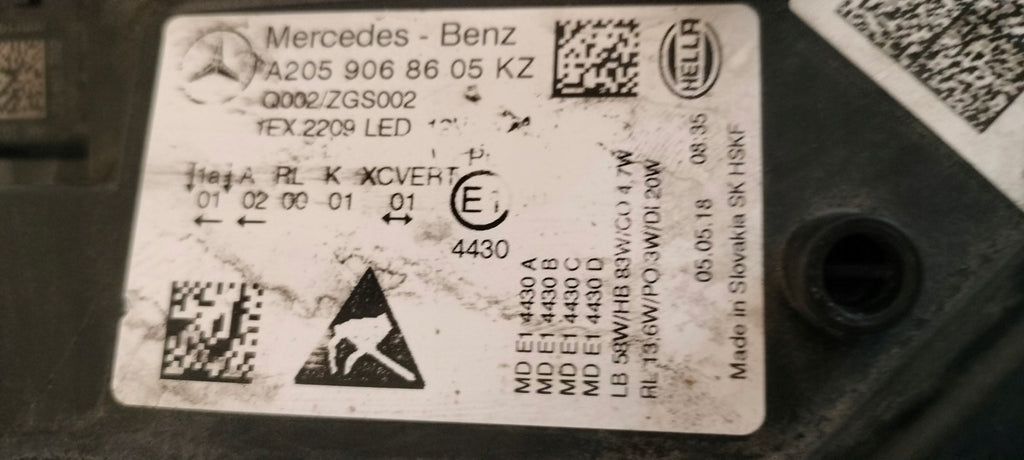 Mercedes - Benz
A205 906 86 05 KZ
Q002/ZGS002
1EX 2209 LED
HELLA
1a A RL K XCVERT
01 02 00 01 01
E1
4430
MD E1 4430 A
MD E1 4430 B
MD E1 4430 C
MD E1 4430 D
LB 58W/HB 83W/CO 4,7W
RL 13,6W/PO 3W/DI 20W
05.05.18 08:35
Made in Slovakia SK HSKF